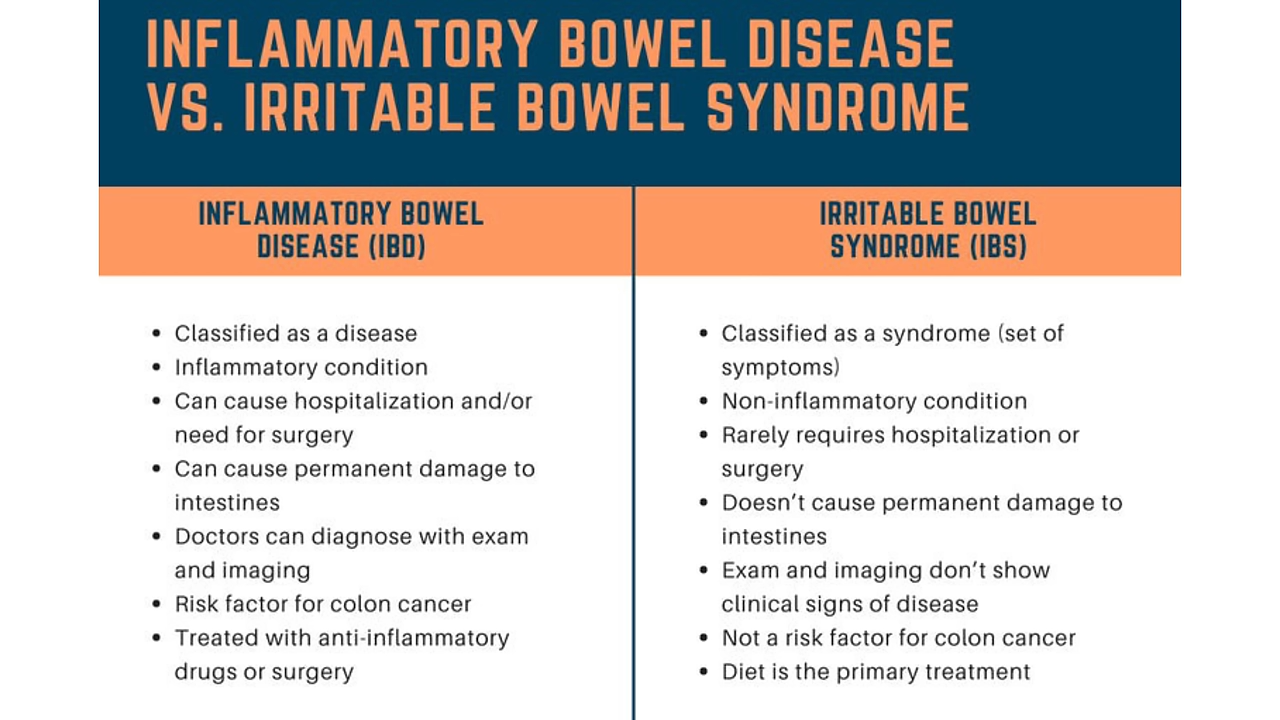 INFLAMMATORY BOWEL DISEASE
VS. IRRITABLE BOWEL SYNDROME
INFLAMMATORY BOWEL
DISEASE (IBD)
• Classified as a disease
• Inflammatory condition
• Can cause hospitalization and/or
need for surgery
• Can cause permanent damage to
intestines
• Doctors can diagnose with exam
and imaging
• Risk factor for colon cancer
• Treated with anti-inflammatory
drugs or surgery
IRRITABLE BOWEL
SYNDROME (IBS)
• Classified as a syndrome (set of
symptoms)
• Non-inflammatory condition
• Rarely requires hospitalization or
surgery
• Doesn’t cause permanent damage to
intestines
• Exam and imaging don’t show
clinical signs of disease
• Not a risk factor for colon cancer
• Diet is the primary treatment